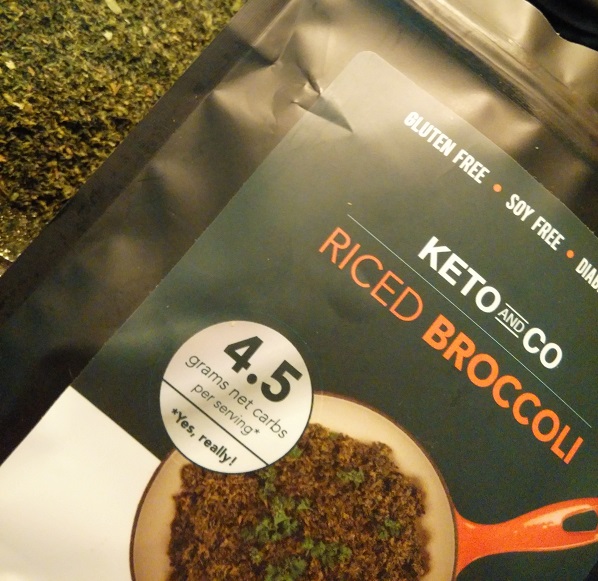 GLUTEN FREE • SOY FREE •
KETO AND CO
RICED BROCCOLI
4.5
grams net carbs
per serving*
*Yes, really!